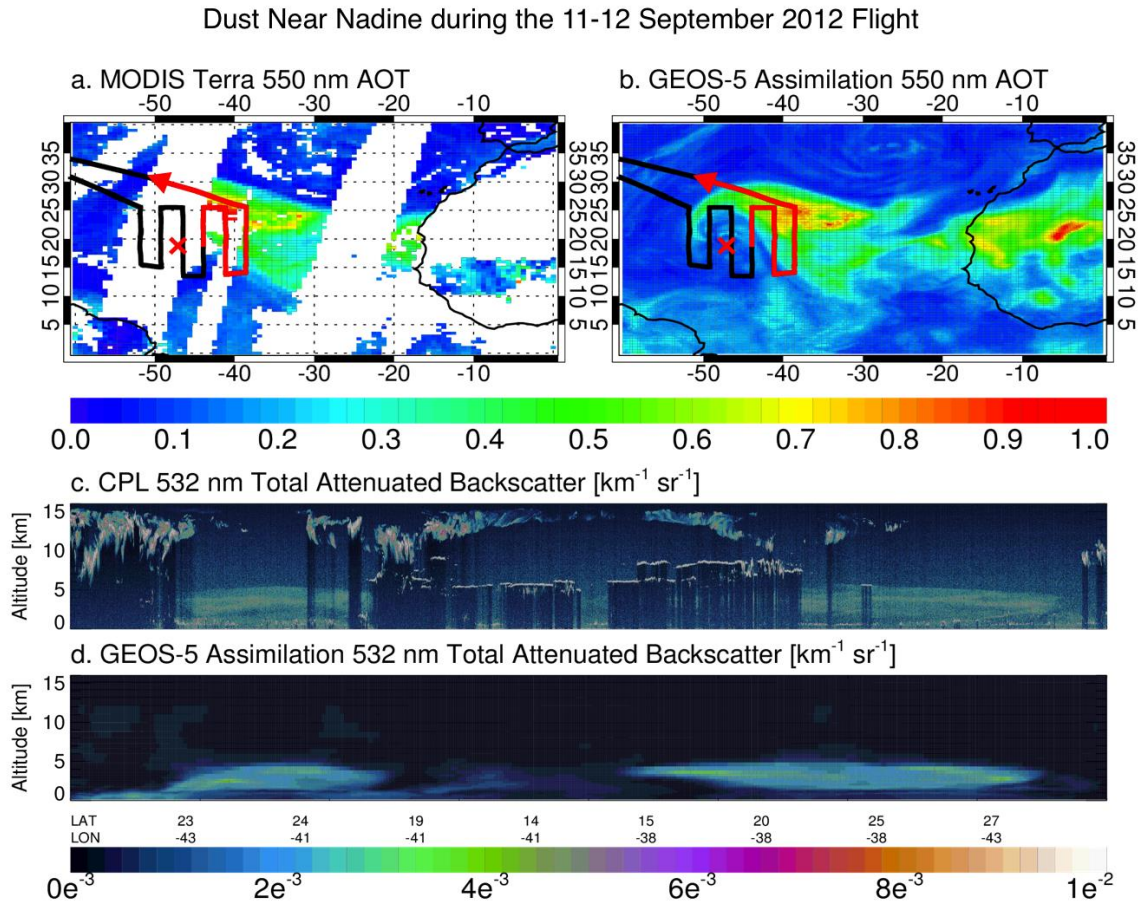 Dust Near Nadine during the 11-12 September 2012 Flight
a. MODIS Terra 550 nm AOT
-50 -40 -30 -20 -10
35
30
25
20
15
10
5
35
30
25
20
15
10
5
-50 -40 -30 -20 -10
b. GEOS-5 Assimilation 550 nm AOT
-50 -40 -30 -20 -10
35
30
25
20
15
10
5
35
30
25
20
15
10
5
-50 -40 -30 -20 -10
0.0 0.1 0.2 0.3 0.4 0.5 0.6 0.7 0.8 0.9 1.0
c. CPL 532 nm Total Attenuated Backscatter [km-1 sr-1]
Altitude [km]
15
10
5
0
d. GEOS-5 Assimilation 532 nm Total Attenuated Backscatter [km-1 sr-1]
Altitude [km]
15
10
5
0
LAT 23 24 19 14 15 20 25 27
LON -43 -41 -41 -41 -38 -38 -38 -43
0e-3 2e-3 4e-3 6e-3 8e-3 1e-2